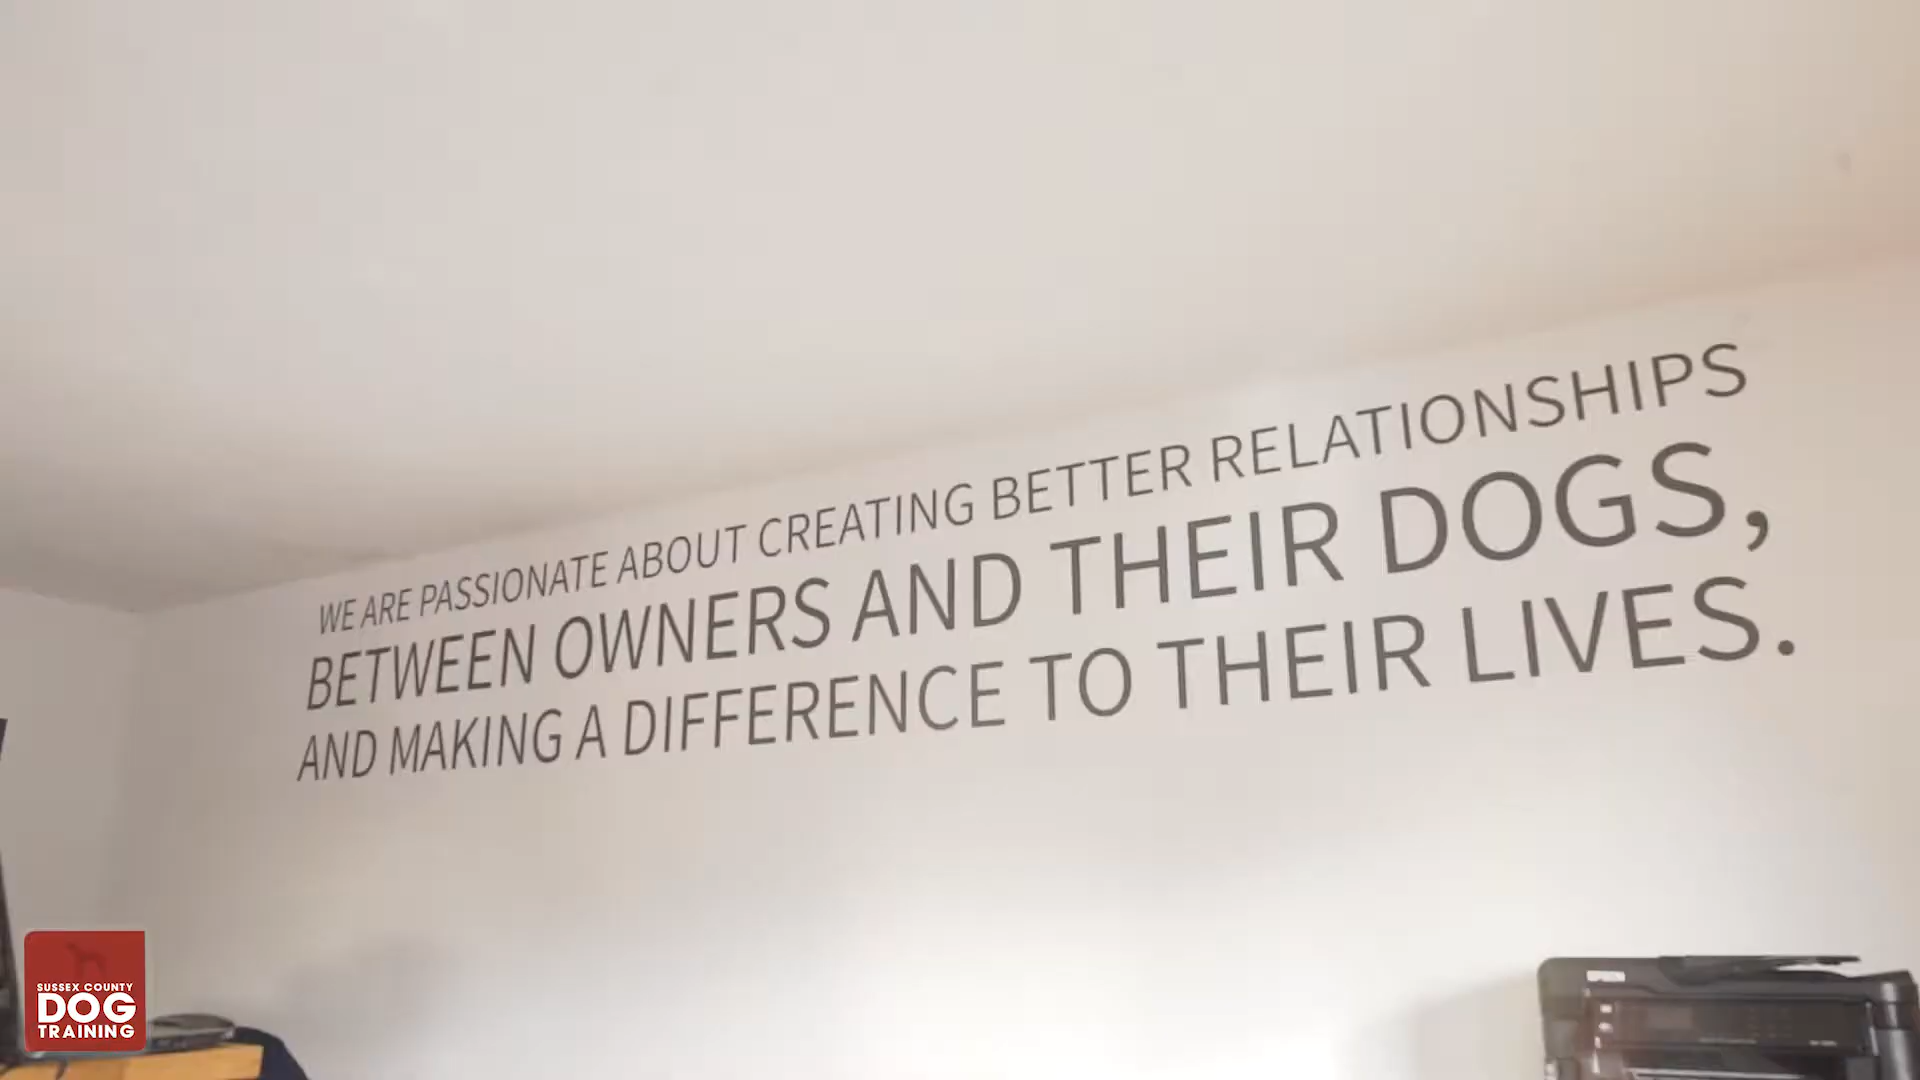 WE ARE PASSIONATE ABOUT CREATING BETTER RELATIONSHIPS
BETWEEN OWNERS AND THEIR DOGS,
AND MAKING A DIFFERENCE TO THEIR LIVES.
SUSSEX COUNTY
DOG
TRAINING
EPSON